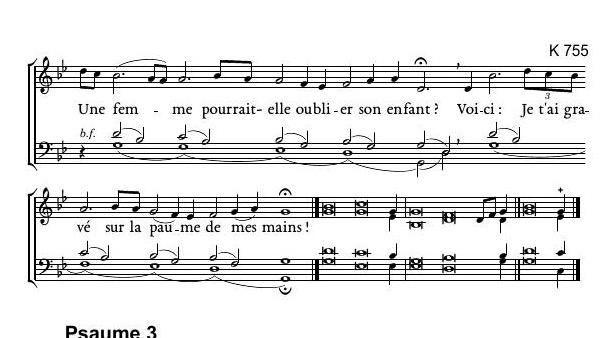 K 755
Une fem - me pourrait- elle oubli-er son enfant ? Voi-ci : Je t'ai gra-
b.f.
3
vé sur la pau-me de mes mains !
Psaume 3